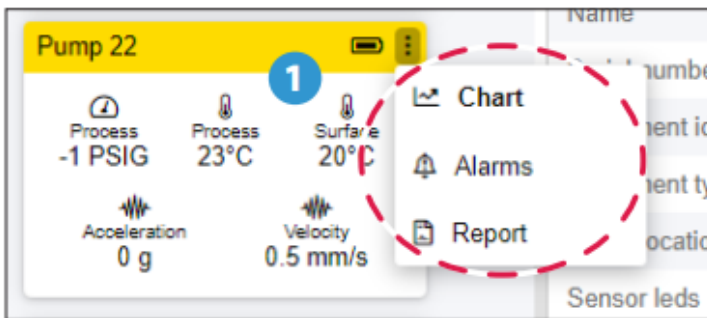 Name
Pump 22
1
Process
-1 PSIG
Process
23°C
Surface
20°C
Acceleration
0 g
Velocity
0.5 mm/s
Chart
Alarms
Report
Sensor leds